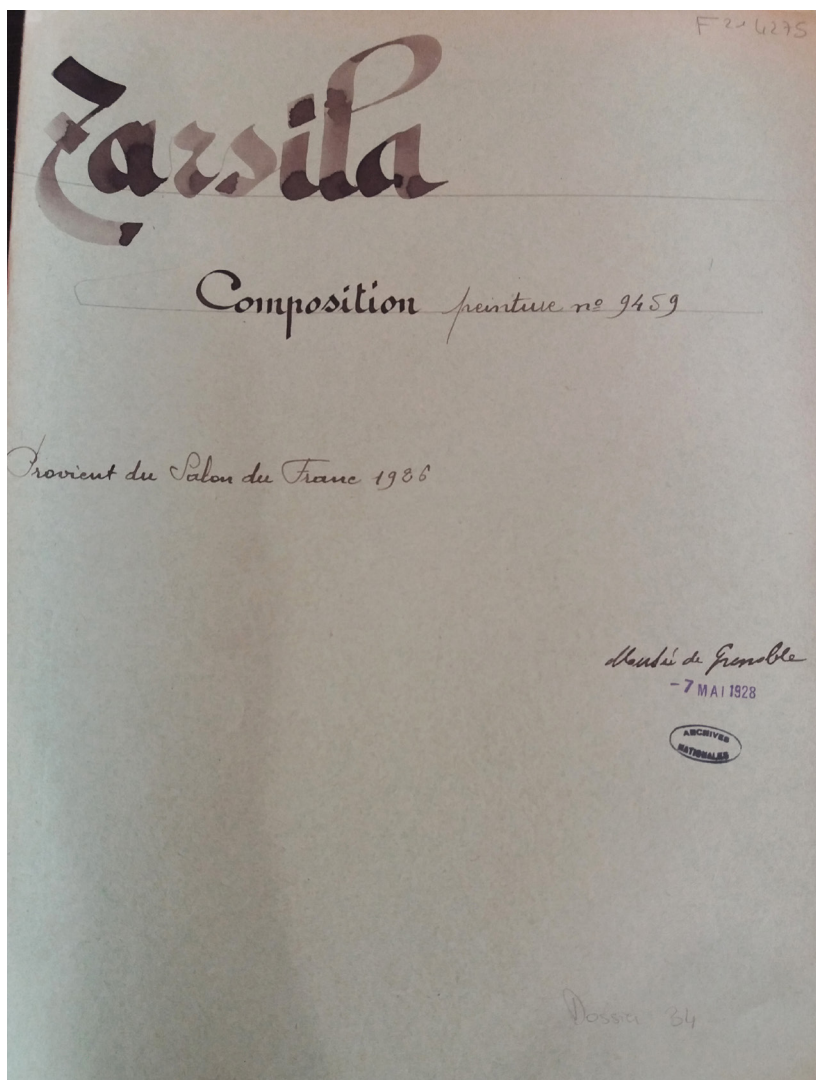 F 21 4275
Tarsila
Composition peinture nº 9459
Provient du Salon du Franc 1926
Musée de Grenoble
-7 MAI 1928
ARCHIVES
NATIONALES
Dossier 34